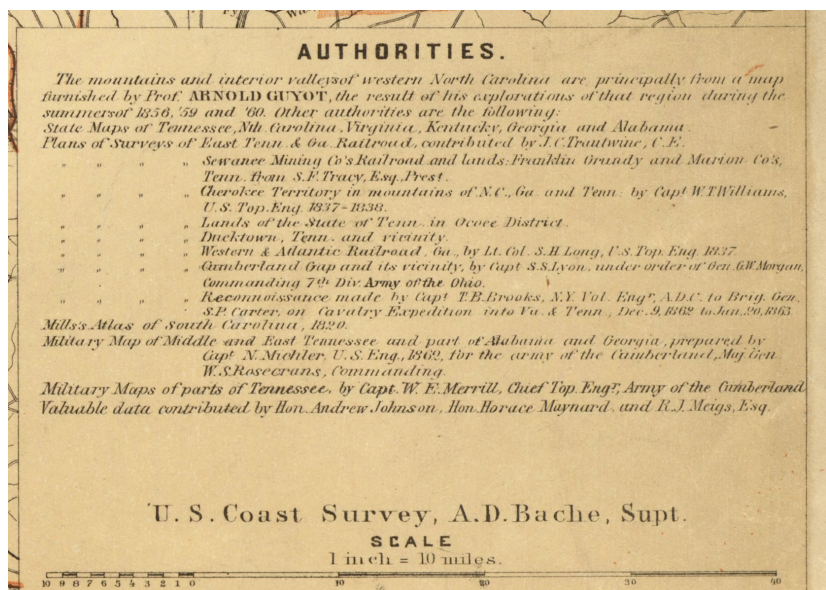 AUTHORITIES.
The mountains and interior valleys of western North Carolina are principally from a map
furnished by Prof. ARNOLD GUYOT, the result of his explorations of that region during the
summers of 1856, '59 and '60. Other authorities are the following:
State Maps of Tennessee, Nth. Carolina, Virginia, Kentucky, Georgia and Alabama.
Plans of Surveys of East Tenn. & Ga. Railroad, contributed by J.C. Trautwine, C.E.
" " " " Sewanee Mining Co's Railroad and lands: Franklin Grundy and Marion Co's,
Tenn. from S.F. Tracy, Esq., Prest.
" " " " Cherokee Territory in mountains of N.C., Ga. and Tenn: by Capt. W.T. Williams,
U.S. Top. Eng. 1837-1838.
" " " " Lands of the State of Tenn. in Ocoee District.
" " " " Ducktown, Tenn. and vicinity.
" " " " Western & Atlantic Railroad, Ga., by Lt. Col. S.H. Long, U.S. Top. Eng. 1837.
" " " " Cumberland Gap and its vicinity, by Capt. S.S. Lyon, under order of Gen. G.W. Morgan,
Commanding 7th Div. Army of the Ohio.
" " " " Reconnoissance made by Capt. T.B. Brooks, N.Y. Vol. Engr., A.D.C. to Brig. Gen.
S.P. Carter, on Cavalry Expedition into Va. & Tenn., Dec. 9, 1862 to Jan. 20, 1863.
Mills's Atlas of South Carolina, 1820.
Military Map of Middle and East Tennessee and part of Alabama and Georgia, prepared by
Capt. N. Michler, U.S. Eng., 1862, for the army of the Cumberland, Maj. Gen.
W.S. Rosecrans, Commanding.
Military Maps of parts of Tennessee, by Capt. W.E. Merrill, Chief Top. Engr., Army of the Cumberland
Valuable data contributed by Hon. Andrew Johnson, Hon. Horace Maynard, and R.J. Meigs, Esq.
U.S. Coast Survey, A.D. Bache, Supt.
SCALE
1 inch = 10 miles.
10 9 8 7 6 5 4 3 2 1 0 10 20 30 40